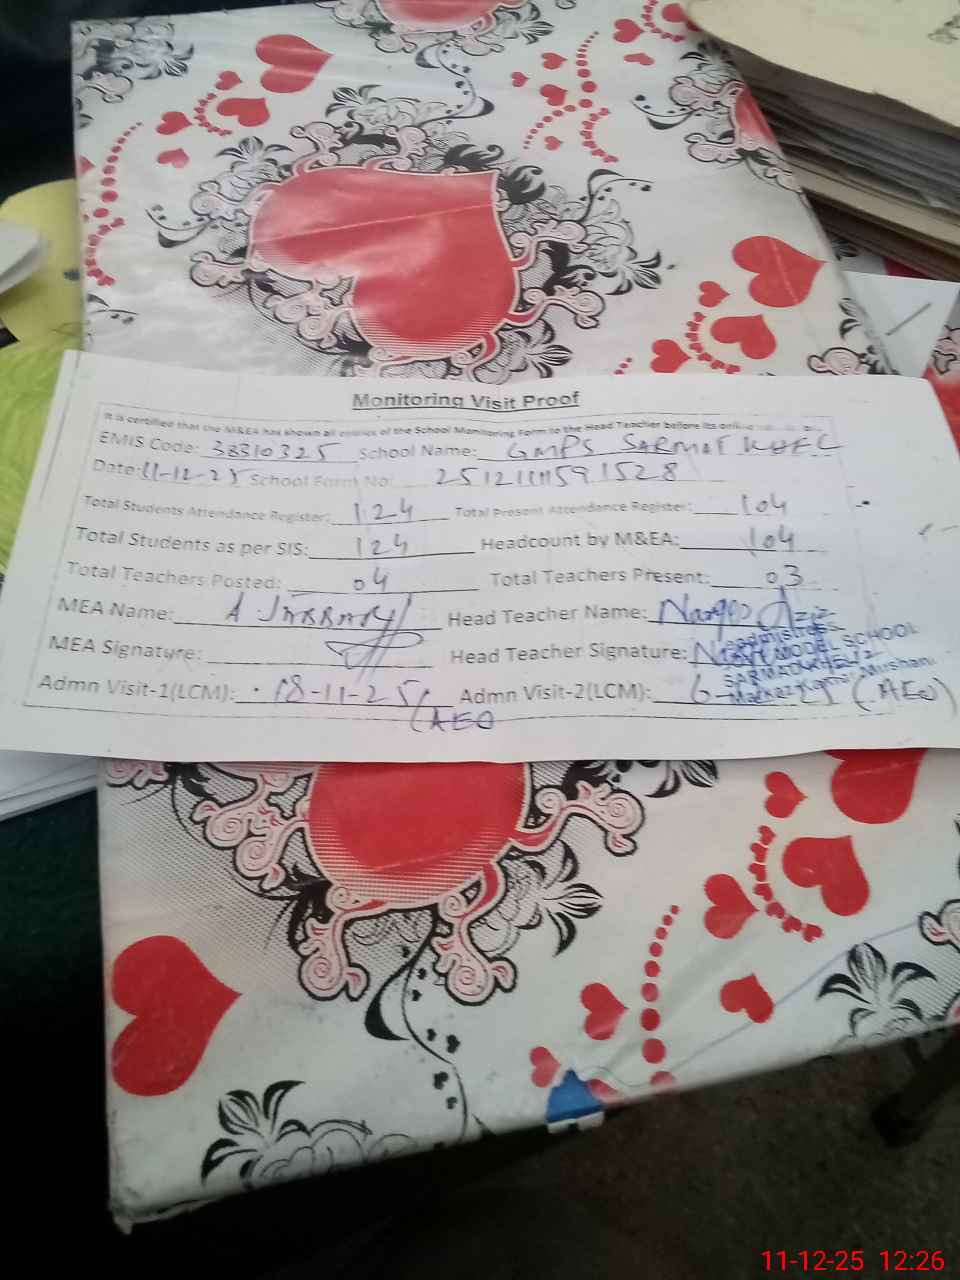 Monitoring Visit Proof
It is certified that the M&EA has shown all entries of the School Monitoring Form to the Head Teacher before its
EMIS Code: 38310325 School Name: GMPS SARMAT KHEL
Date: 11-12-25 School Form No: 2512111591528
Total Students Attendance Register: 124 Total Present Attendance Register: 104
Total Students as per SIS: 124 Headcount by M&EA: 104
Total Teachers Posted: 04 Total Teachers Present: 03
MEA Name: Head Teacher Name: Narges Aziz
MEA Signature: Head Teacher Signature:
Headmistress
GOVT MODEL SCHOOL
Admn Visit-1(LCM): 18-11-25 Admn Visit-2(LCM): (AEO)
(AEO
11-12-25 12:26